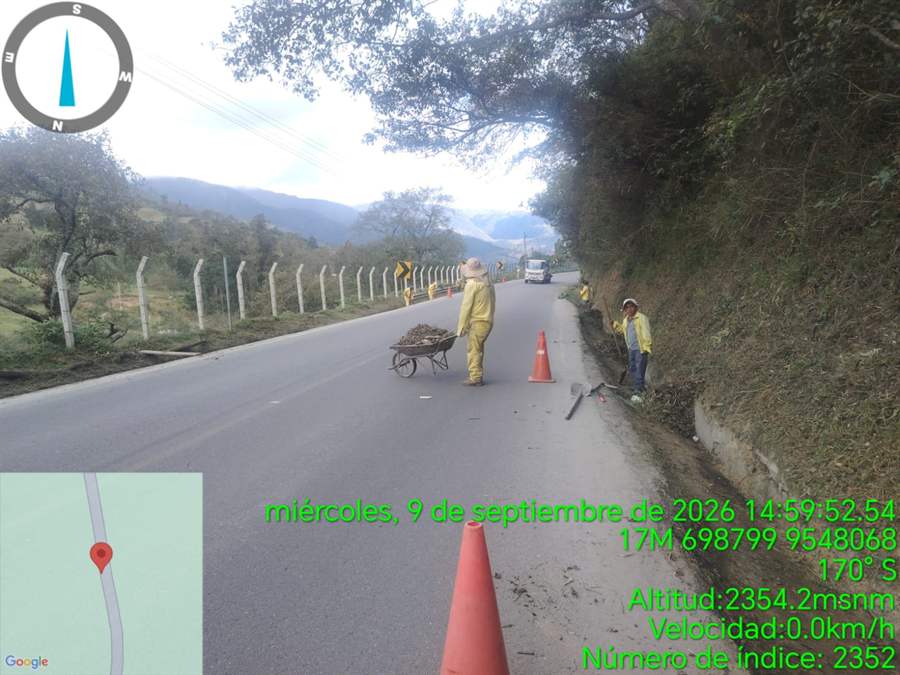 S
E
W
N
miércoles, 9 de septiembre de 2026 14:59:52.54
17M 698799 9548068
170° S
Altitud:2354.2msnm
Velocidad:0.0km/h
Número de índice: 2352
Google